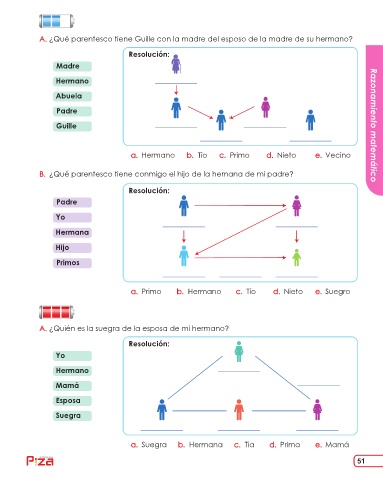 A. ¿Qué parentesco tiene Guille con la madre del esposo de la madre de su hermano?
Resolución:
Madre
Hermano
Abuela
Padre
Guille
a. Hermano b. Tío c. Primo d. Nieto e. Vecino
B. ¿Qué parentesco tiene conmigo el hijo de la hemana de mi padre?
Resolución:
Padre
Yo
Hermana
Hijo
Primos
a. Primo b. Hermano c. Tío d. Nieto e. Suegro
A. ¿Quién es la suegra de la esposa de mi hermano?
Resolución:
Yo
Hermano
Mamá
Esposa
Suegra
a. Suegra b. Hermana c. Tía d. Primo e. Mamá
Razonamiento matemático
Piza
51